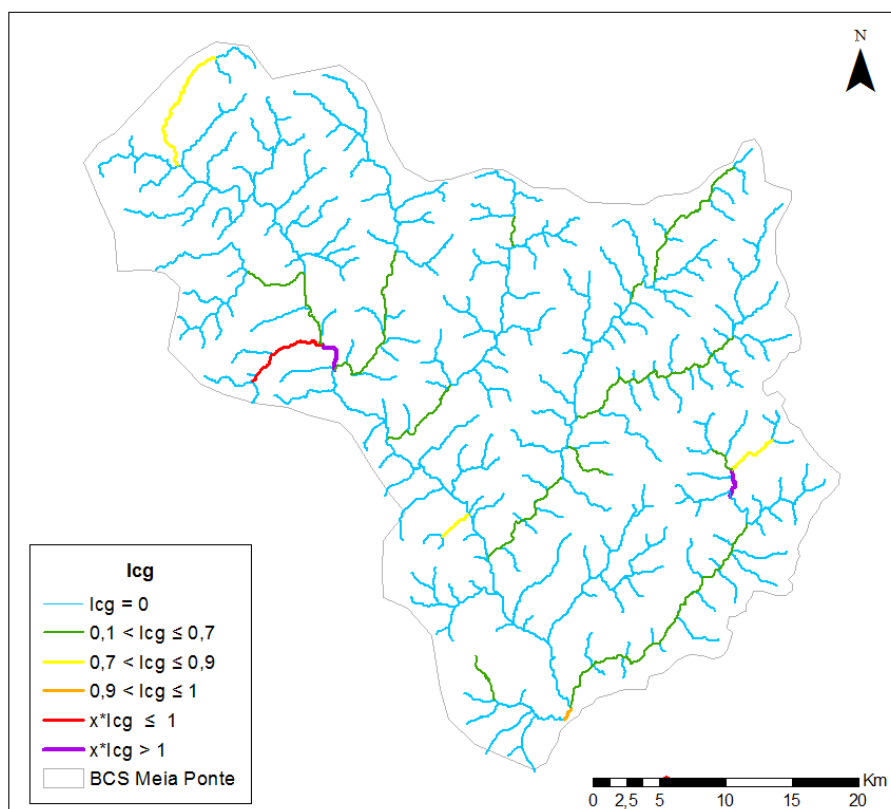 N
Icg
Icg = 0
0,1 < Icg ≤ 0,7
0,7 < Icg ≤ 0,9
0,9 < Icg ≤ 1
x*Icg ≤ 1
x*Icg > 1
BCS Meia Ponte
Km
0 2,5 5 10 15 20